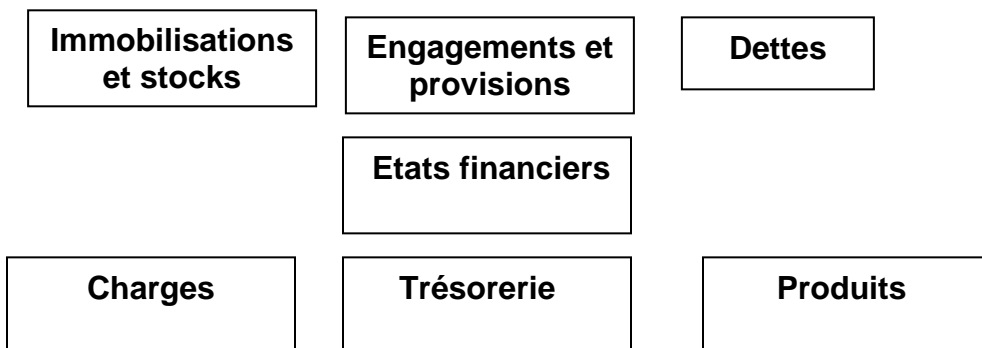 Immobilisations
et stocks
Engagements et
provisions
Dettes
Etats financiers
Charges
Trésorerie
Produits